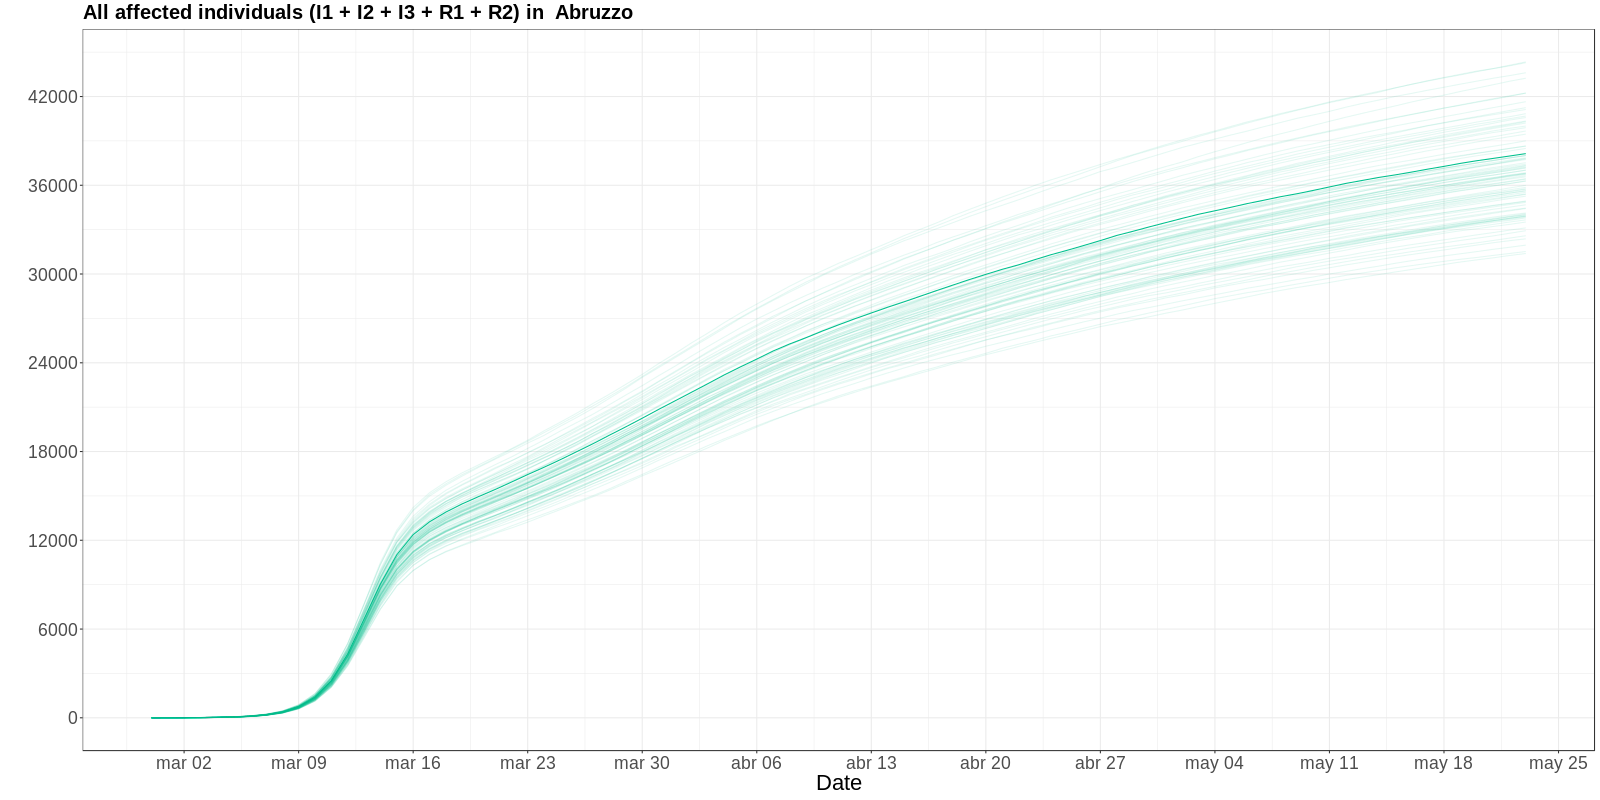 All affected individuals (I1 + I2 + I3 + R1 + R2) in  Abruzzo
42000
36000
30000
24000
18000
12000
6000
0
mar 02 mar 09 mar 16 mar 23 mar 30 abr 06 abr 13 abr 20 abr 27 may 04 may 11 may 18 may 25
Date